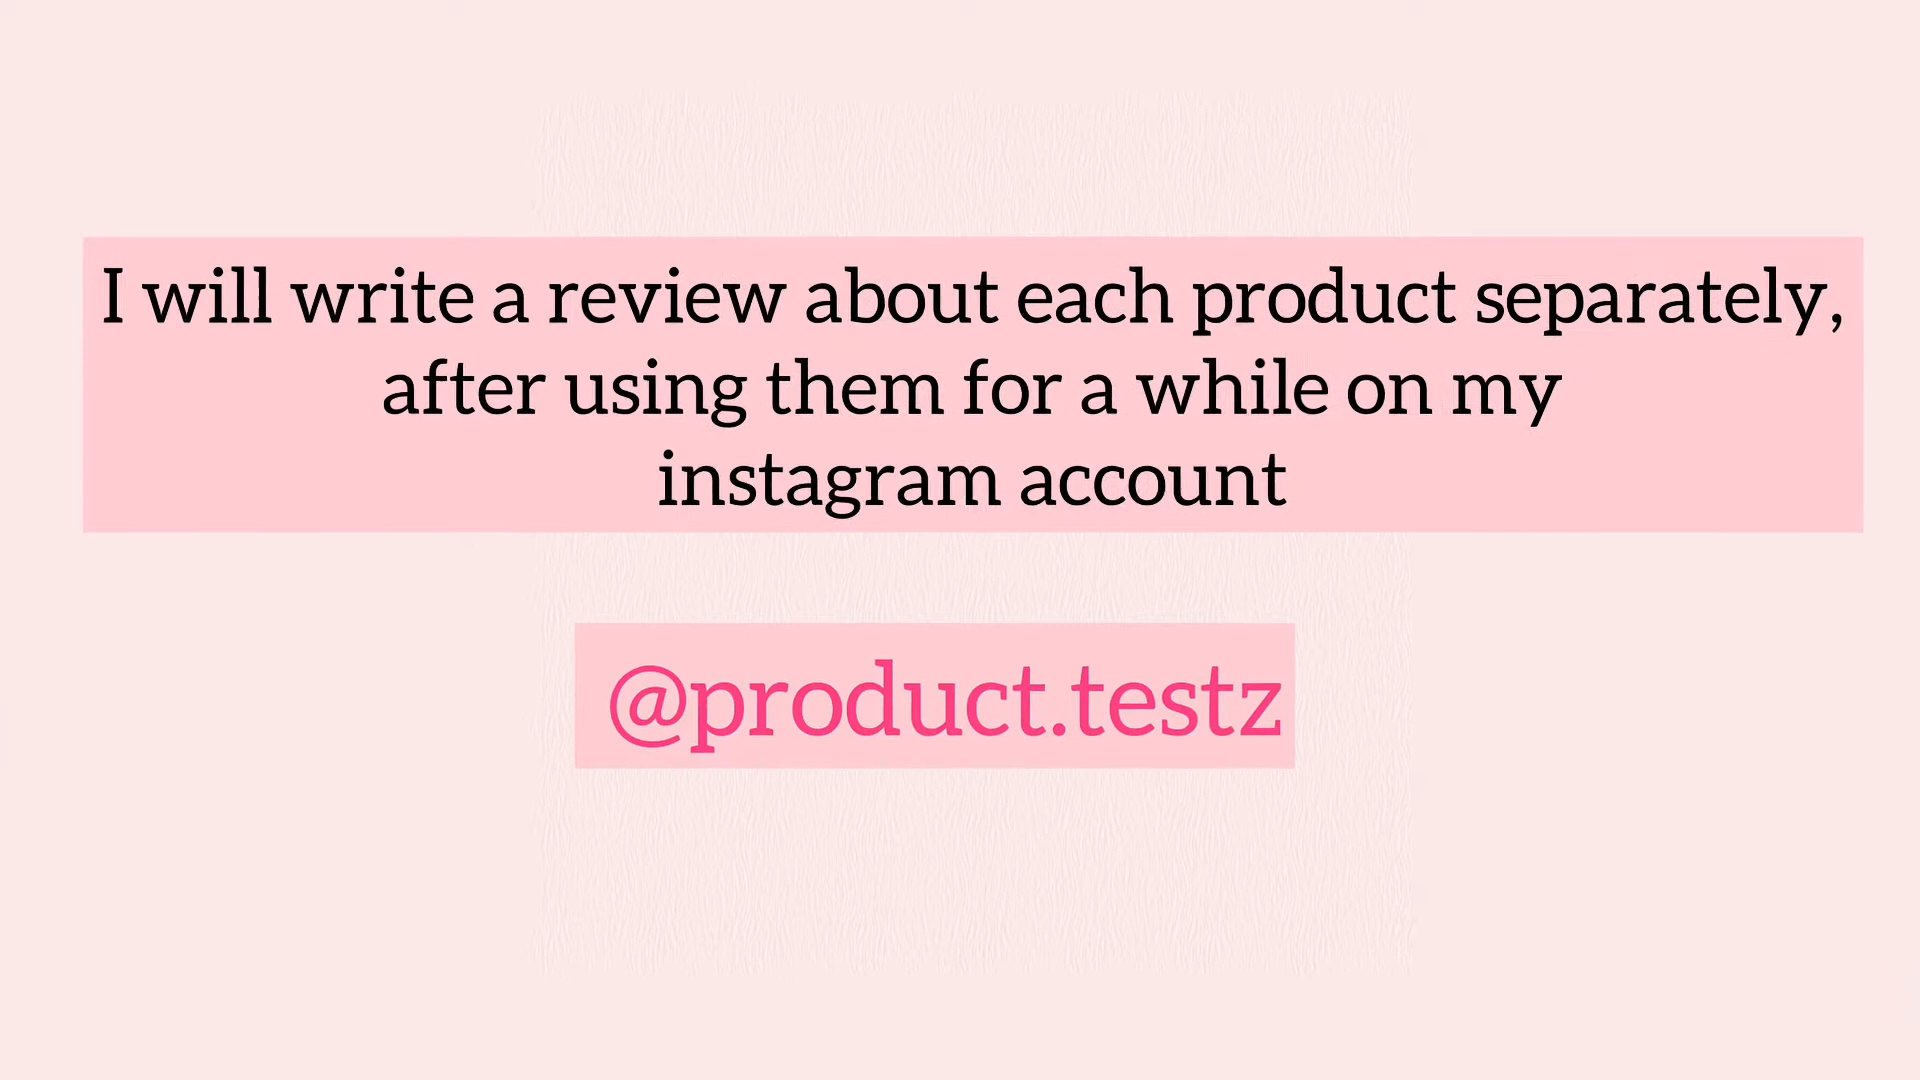 I will write a review about each product separately,
after using them for a while on my
instagram account
@product.testz